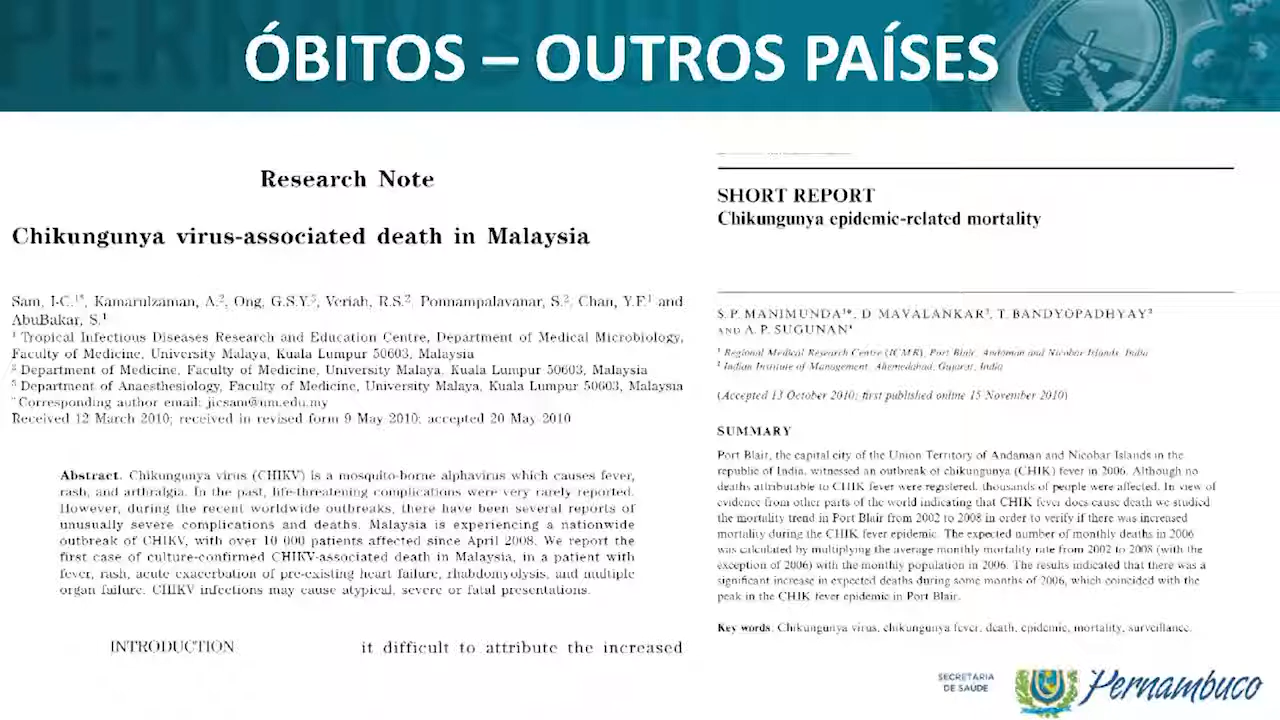 ÓBITOS – OUTROS PAÍSES
Research Note
Chikungunya virus-associated death in Malaysia
Sam, I-C.¹*, Kamarulzaman, A.², Ong, G.S.Y.³, Veriah, R.S.², Ponnampalavanar, S.², Chan, Y.F.¹ and
AbuBakar, S.¹
¹ Tropical Infectious Diseases Research and Education Centre, Department of Medical Microbiology,
Faculty of Medicine, University Malaya, Kuala Lumpur 50603, Malaysia
² Department of Medicine, Faculty of Medicine, University Malaya, Kuala Lumpur 50603, Malaysia
³ Department of Anaesthesiology, Faculty of Medicine, University Malaya, Kuala Lumpur 50603, Malaysia
* Corresponding author email: jicsam@um.edu.my
Received 12 March 2010; received in revised form 9 May 2010; accepted 20 May 2010
Abstract. Chikungunya virus (CHIKV) is a mosquito-borne alphavirus which causes fever,
rash, and arthralgia. In the past, life-threatening complications were very rarely reported.
However, during the recent worldwide outbreaks, there have been several reports of
unusually severe complications and deaths. Malaysia is experiencing a nationwide
outbreak of CHIKV, with over 10 000 patients affected since April 2008. We report the
first case of culture-confirmed CHIKV-associated death in Malaysia, in a patient with
fever, rash, acute exacerbation of pre-existing heart failure, rhabdomyolysis, and multiple
organ failure. CHIKV infections may cause atypical, severe or fatal presentations.
INTRODUCTION
it difficult to attribute the increased
SHORT REPORT
Chikungunya epidemic-related mortality
S. P. MANIMUNDA¹*, D. MAVALANKAR², T. BANDYOPADHYAY²
AND A. P. SUGUNAN¹
¹ Regional Medical Research Centre (ICMR), Port Blair, Andaman and Nicobar Islands, India
² Indian Institute of Management, Ahmedabad, Gujarat, India
(Accepted 13 October 2010; first published online 15 November 2010)
SUMMARY
Port Blair, the capital city of the Union Territory of Andaman and Nicobar Islands in the
republic of India, witnessed an outbreak of chikungunya (CHIK) fever in 2006. Although no
deaths attributable to CHIK fever were registered, thousands of people were affected. In view of
evidence from other parts of the world indicating that CHIK fever does cause death we studied
the mortality trend in Port Blair from 2002 to 2008 in order to verify if there was increased
mortality during the CHIK fever epidemic. The expected number of monthly deaths in 2006
was calculated by multiplying the average monthly mortality rate from 2002 to 2008 (with the
exception of 2006) with the monthly population in 2006. The results indicated that there was a
significant increase in expected deaths during some months of 2006, which coincided with the
peak in the CHIK fever epidemic in Port Blair.
Key words: Chikungunya virus, chikungunya fever, death, epidemic, mortality, surveillance.
SECRETARIA
DE SAÚDE
Pernambuco